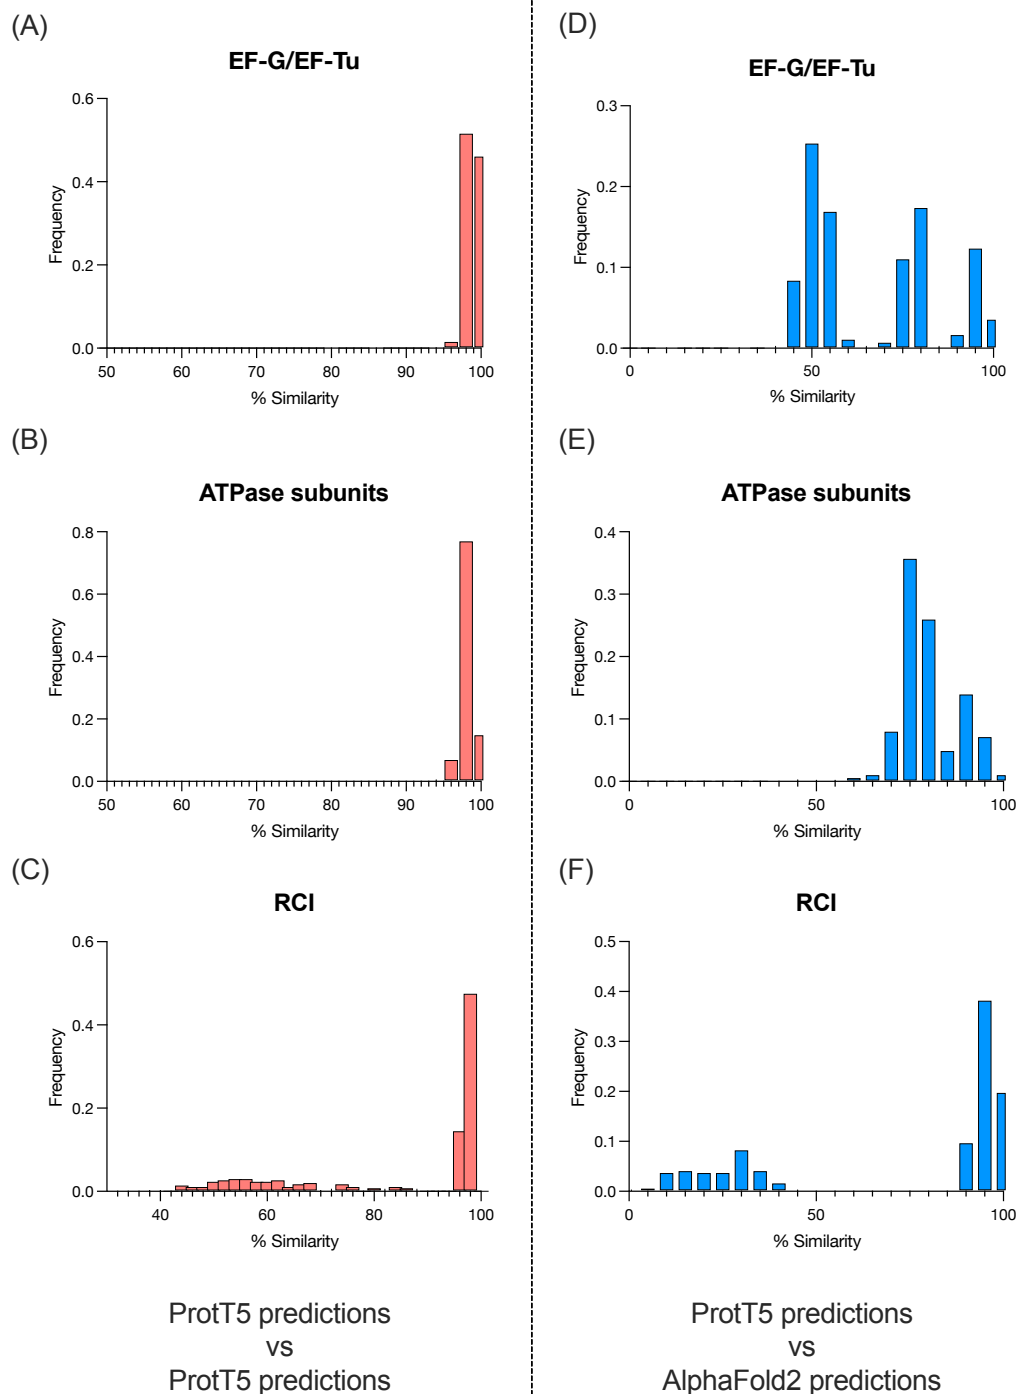 (A)
EF-G/EF-Tu
0.6
0.4
0.2
0.0
Frequency
50 60 70 80 90 100
% Similarity
(B)
ATPase subunits
0.8
0.6
0.4
0.2
0.0
Frequency
50 60 70 80 90 100
% Similarity
(C)
RCI
0.6
0.4
0.2
0.0
Frequency
40 60 80 100
% Similarity
ProtT5 predictions
vs
ProtT5 predictions
(D)
EF-G/EF-Tu
0.3
0.2
0.1
0.0
Frequency
0 50 100
% Similarity
(E)
ATPase subunits
0.4
0.3
0.2
0.1
0.0
Frequency
0 50 100
% Similarity
(F)
RCI
0.5
0.4
0.3
0.2
0.1
0.0
Frequency
0 50 100
% Similarity
ProtT5 predictions
vs
AlphaFold2 predictions